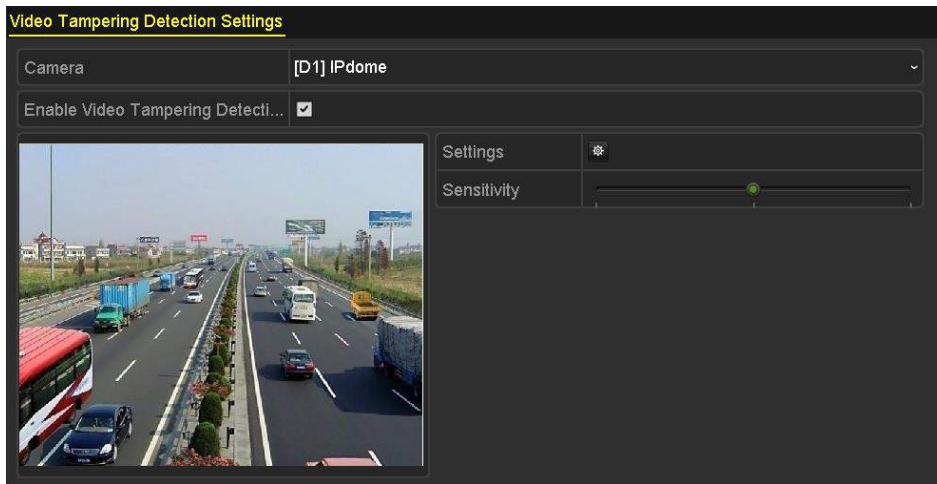 Video Tampering Detection Settings
Camera [D1] IPdome
Enable Video Tampering Detecti...
Settings
Sensitivity